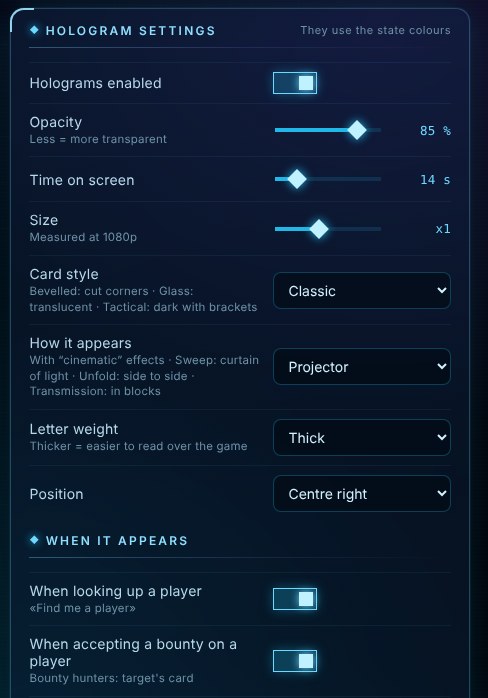 HOLOGRAM SETTINGS
They use the state colours
Holograms enabled
Opacity
Less = more transparent
85 %
Time on screen
14 s
Size
Measured at 1080p
x1
Card style
Bevelled: cut corners · Glass:
translucent · Tactical: dark with brackets
Classic
How it appears
With “cinematic” effects · Sweep: curtain
of light · Unfold: side to side ·
Transmission: in blocks
Projector
Letter weight
Thicker = easier to read over the game
Thick
Position
Centre right
WHEN IT APPEARS
When looking up a player
«Find me a player»
When accepting a bounty on a
player
Bounty hunters: target's card